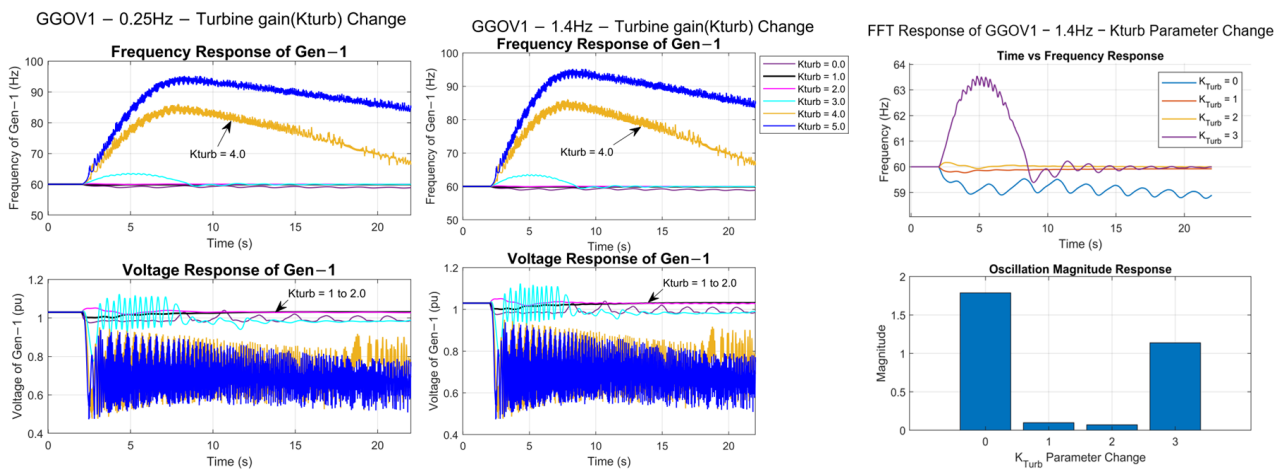 GGOV1 − 0.25Hz − Turbine gain(Kturb) Change
Frequency Response of Gen−1
Frequency of Gen−1 (Hz)
100
90
80
70
60
50
Kturb = 4.0
0
5
10
15
20
Time (s)
Voltage Response of Gen−1
Voltage of Gen−1 (pu)
1.2
1
0.8
0.6
0.4
Kturb = 1 to 2.0
0
5
10
15
20
Time (s)
GGOV1 − 1.4Hz − Turbine gain(Kturb) Change
Frequency Response of Gen−1
Frequency of Gen−1 (Hz)
100
90
80
70
60
50
Kturb = 4.0
0
5
10
15
20
Time (s)
Kturb = 0.0
Kturb = 1.0
Kturb = 2.0
Kturb = 3.0
Kturb = 4.0
Kturb = 5.0
Voltage Response of Gen−1
Voltage of Gen−1 (pu)
1.2
1
0.8
0.6
0.4
Kturb = 1 to 2.0
0
5
10
15
20
Time (s)
FFT Response of GGOV1 − 1.4Hz − Kturb Parameter Change
Time vs Frequency Response
Frequency (Hz)
64
63
62
61
60
59
K_Turb = 0
K_Turb = 1
K_Turb = 2
K_Turb = 3
0
5
10
15
20
Time (s)
Oscillation Magnitude Response
Magnitude
2
1.5
1
0.5
0
0
1
2
3
K_Turb Parameter Change